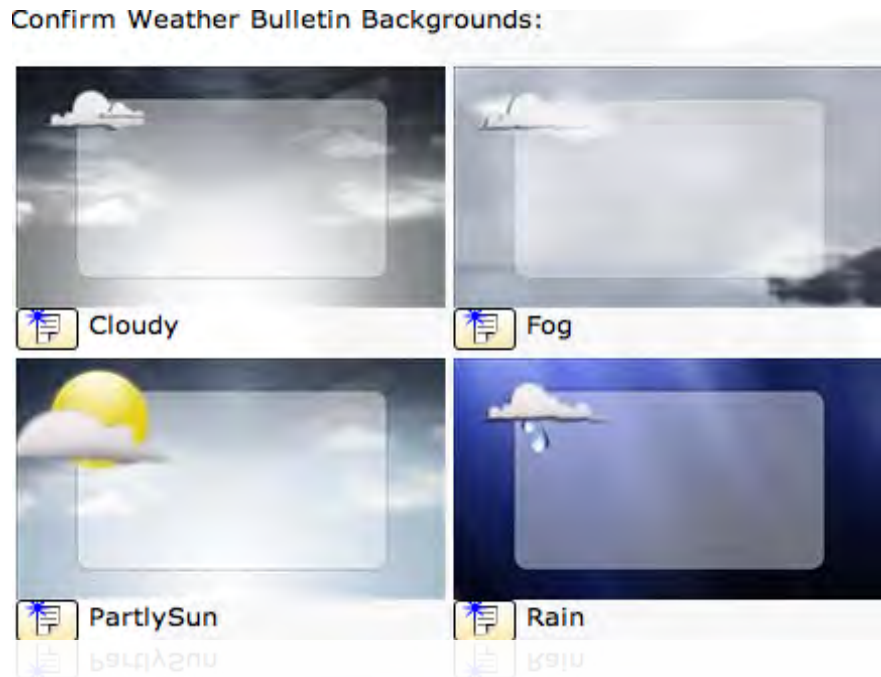 Confirm Weather Bulletin Backgrounds:
Cloudy
Fog
PartlySun
Rain